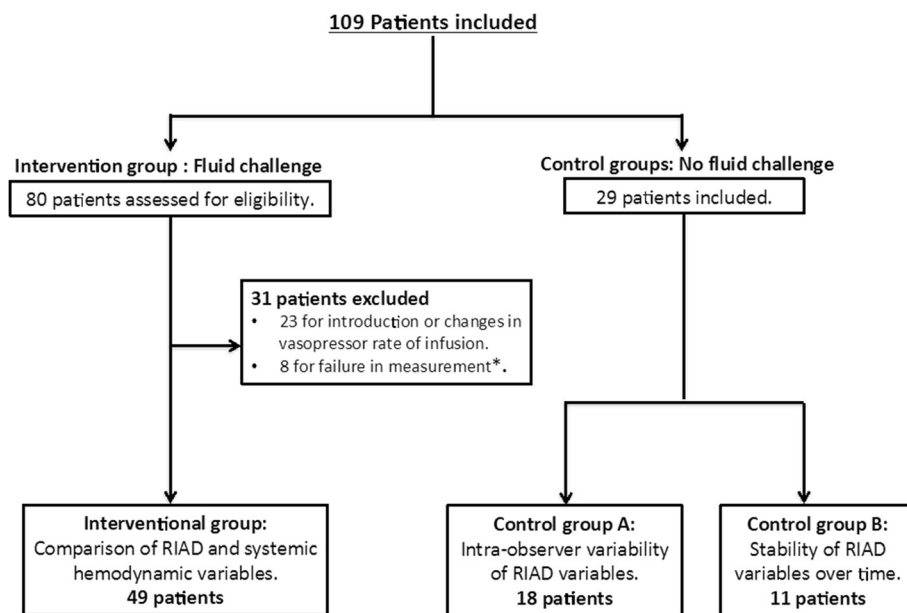 109 Patients included
Intervention group : Fluid challenge
80 patients assessed for eligibility.
Control groups: No fluid challenge
29 patients included.
31 patients excluded
• 23 for introduction or changes in
vasopressor rate of infusion.
• 8 for failure in measurement*.
Interventional group:
Comparison of RIAD and systemic
hemodynamic variables.
49 patients
Control group A:
Intra-observer variability
of RIAD variables.
18 patients
Control group B:
Stability of RIAD
variables over time.
11 patients